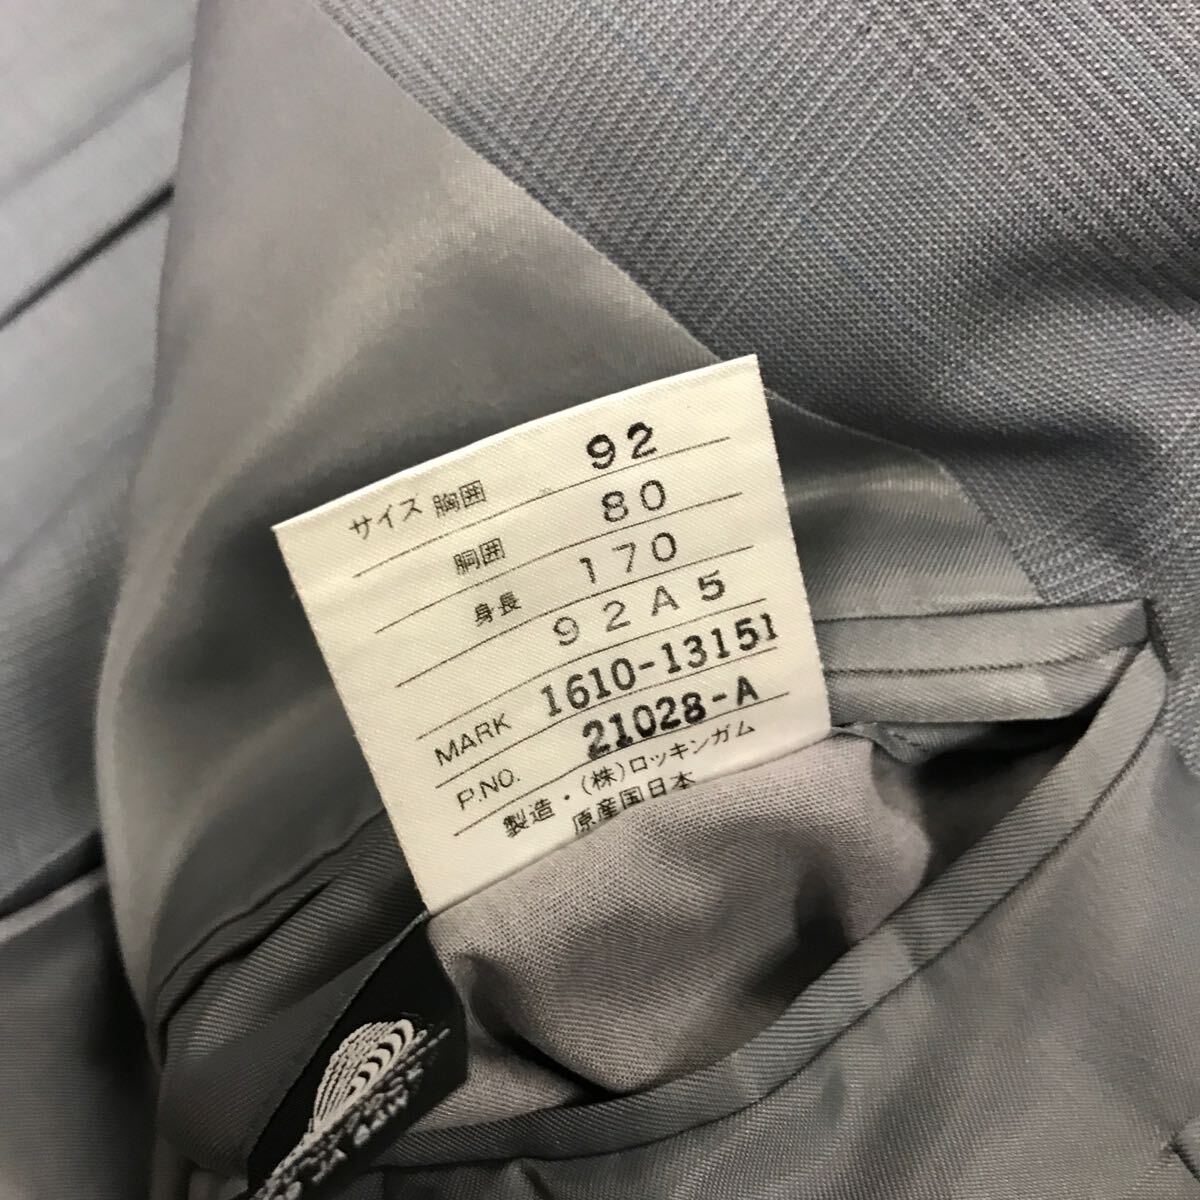 サイズ 胸囲 92
胴囲 80
身長 170
92A5
MARK 1610-13151
P.NO. 21028-A
製造・(株)ロッキンガム
原産国日本